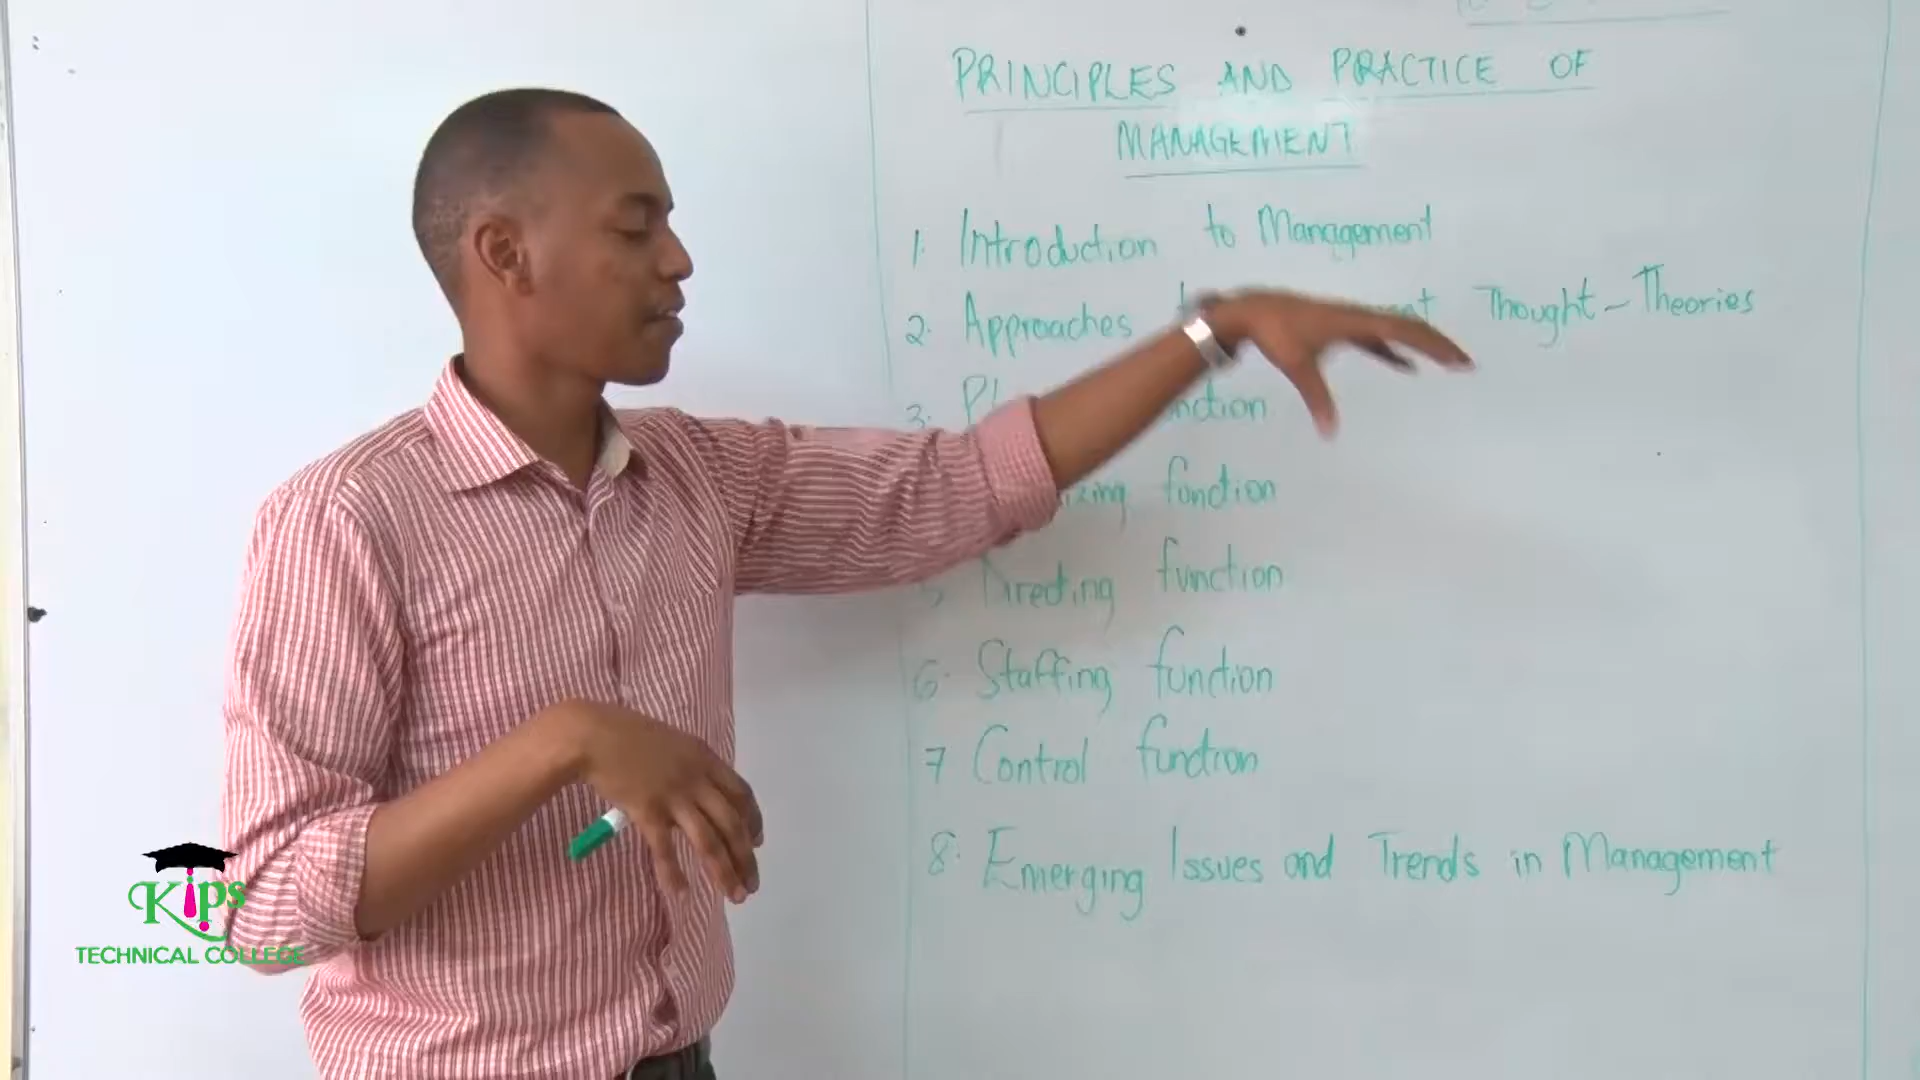 PRINCIPLES AND PRACTICE OF
MANAGEMENT
1. Introduction to Management
2. Approaches Thought - Theories
3.
function
Directing function
6. Staffing function
7 Control function
8. Emerging Issues and Trends in Management
Kips
TECHNICAL COLLEGE